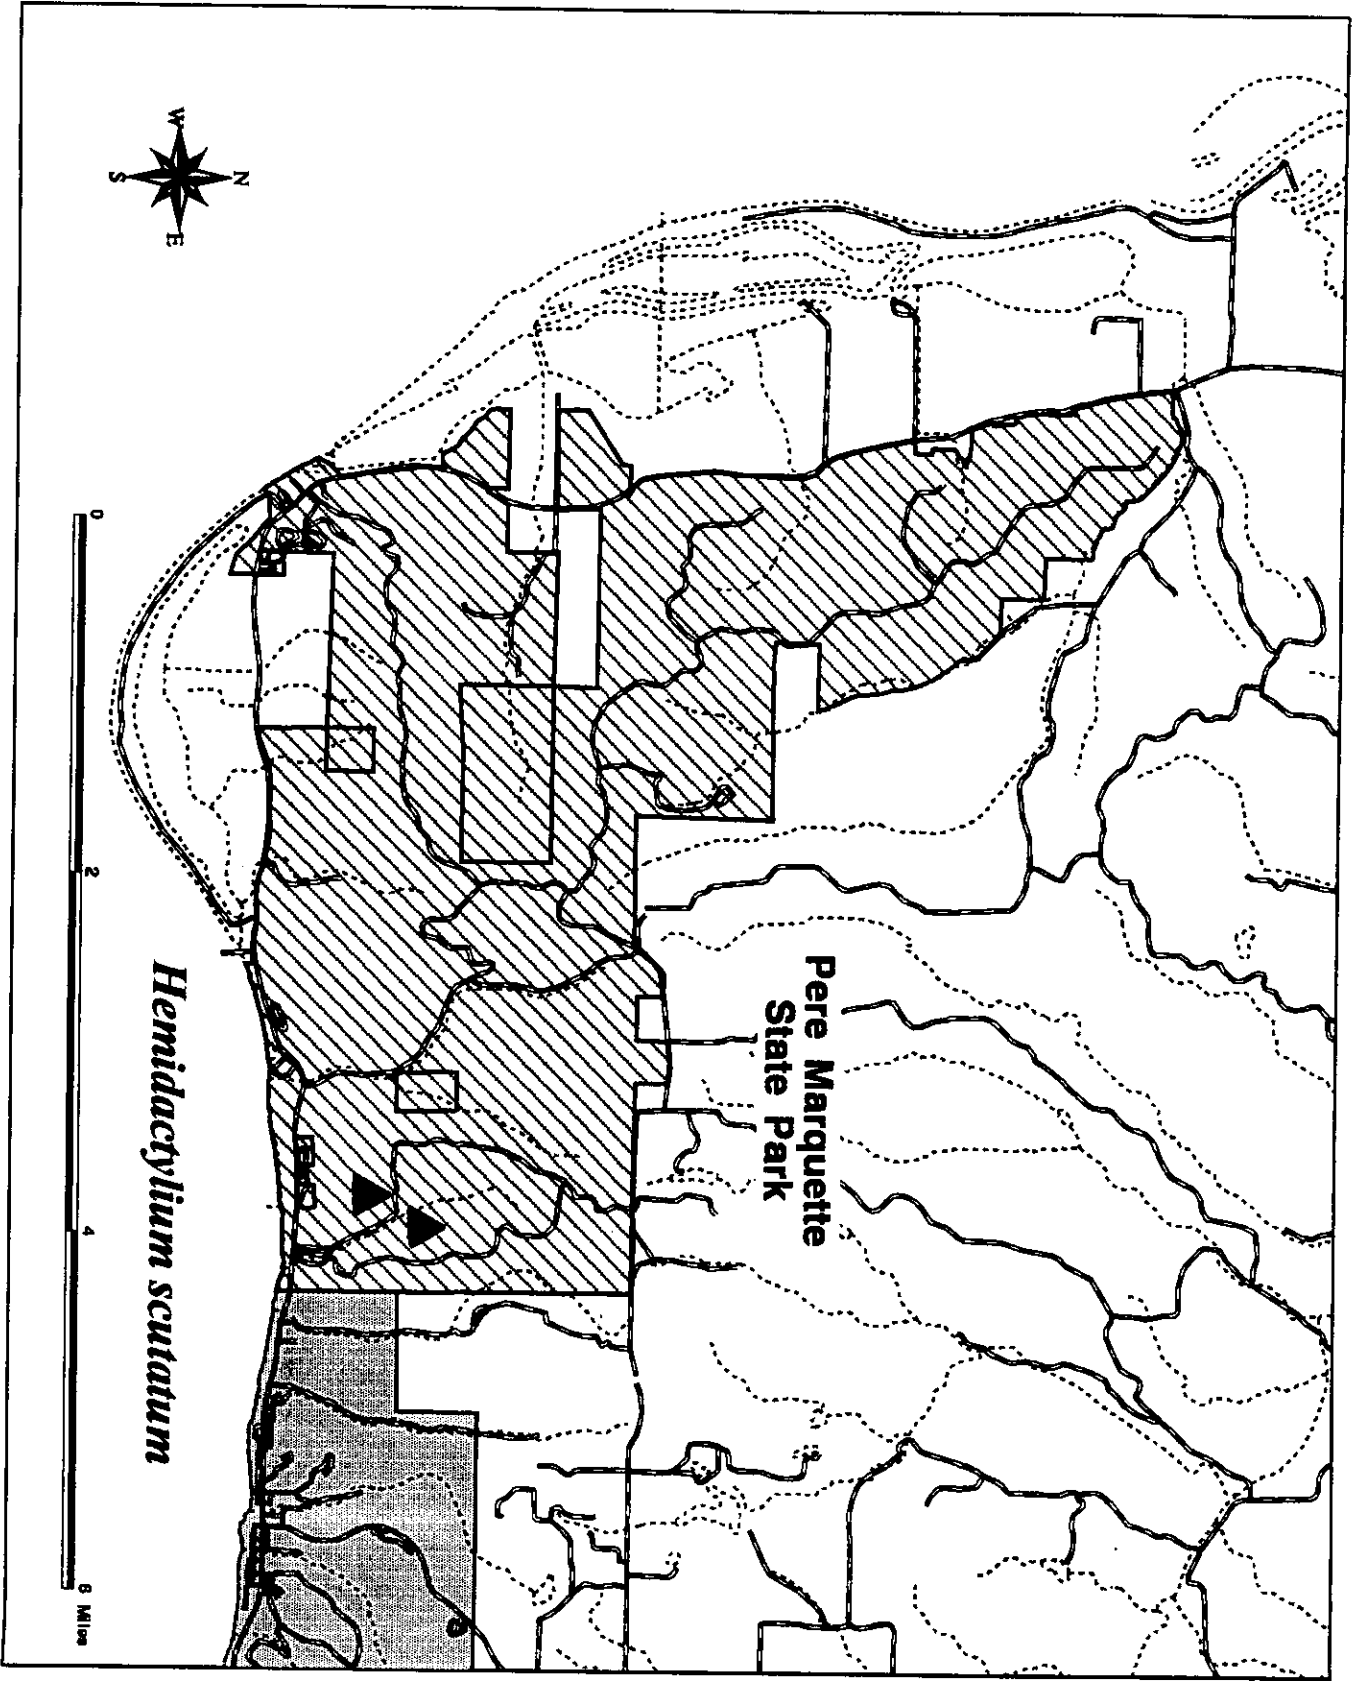 Pere Marquette
State Park
N
W
E
S
Hemidactylium scutatum
0 2 4 6 Miles